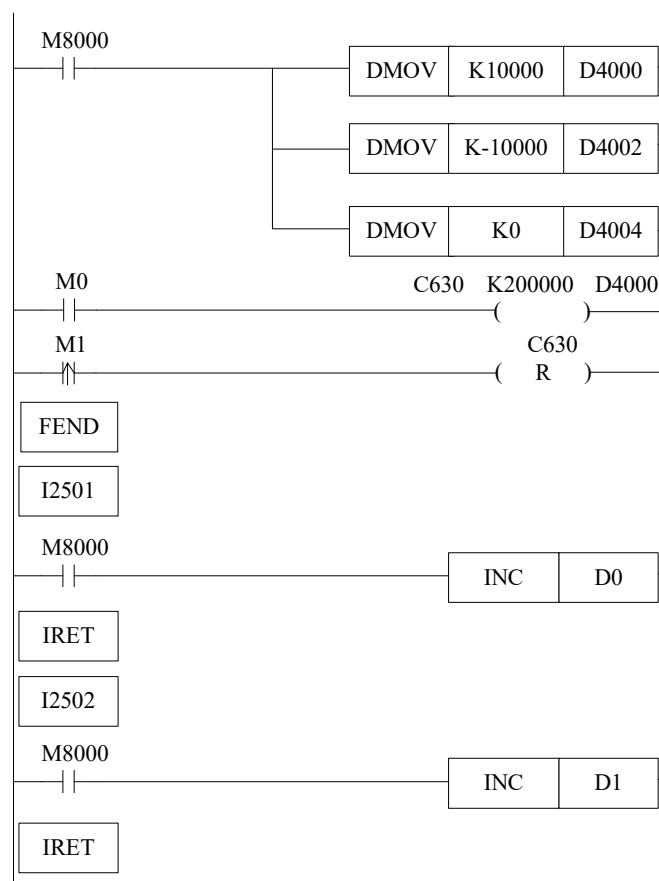 M8000
DMOV K10000 D4000
DMOV K-10000 D4002
DMOV K0 D4004
M0 C630 K200000 D4000
M1 C630
R
FEND
I2501
M8000
INC D0
IRET
I2502
M8000
INC D1
IRET